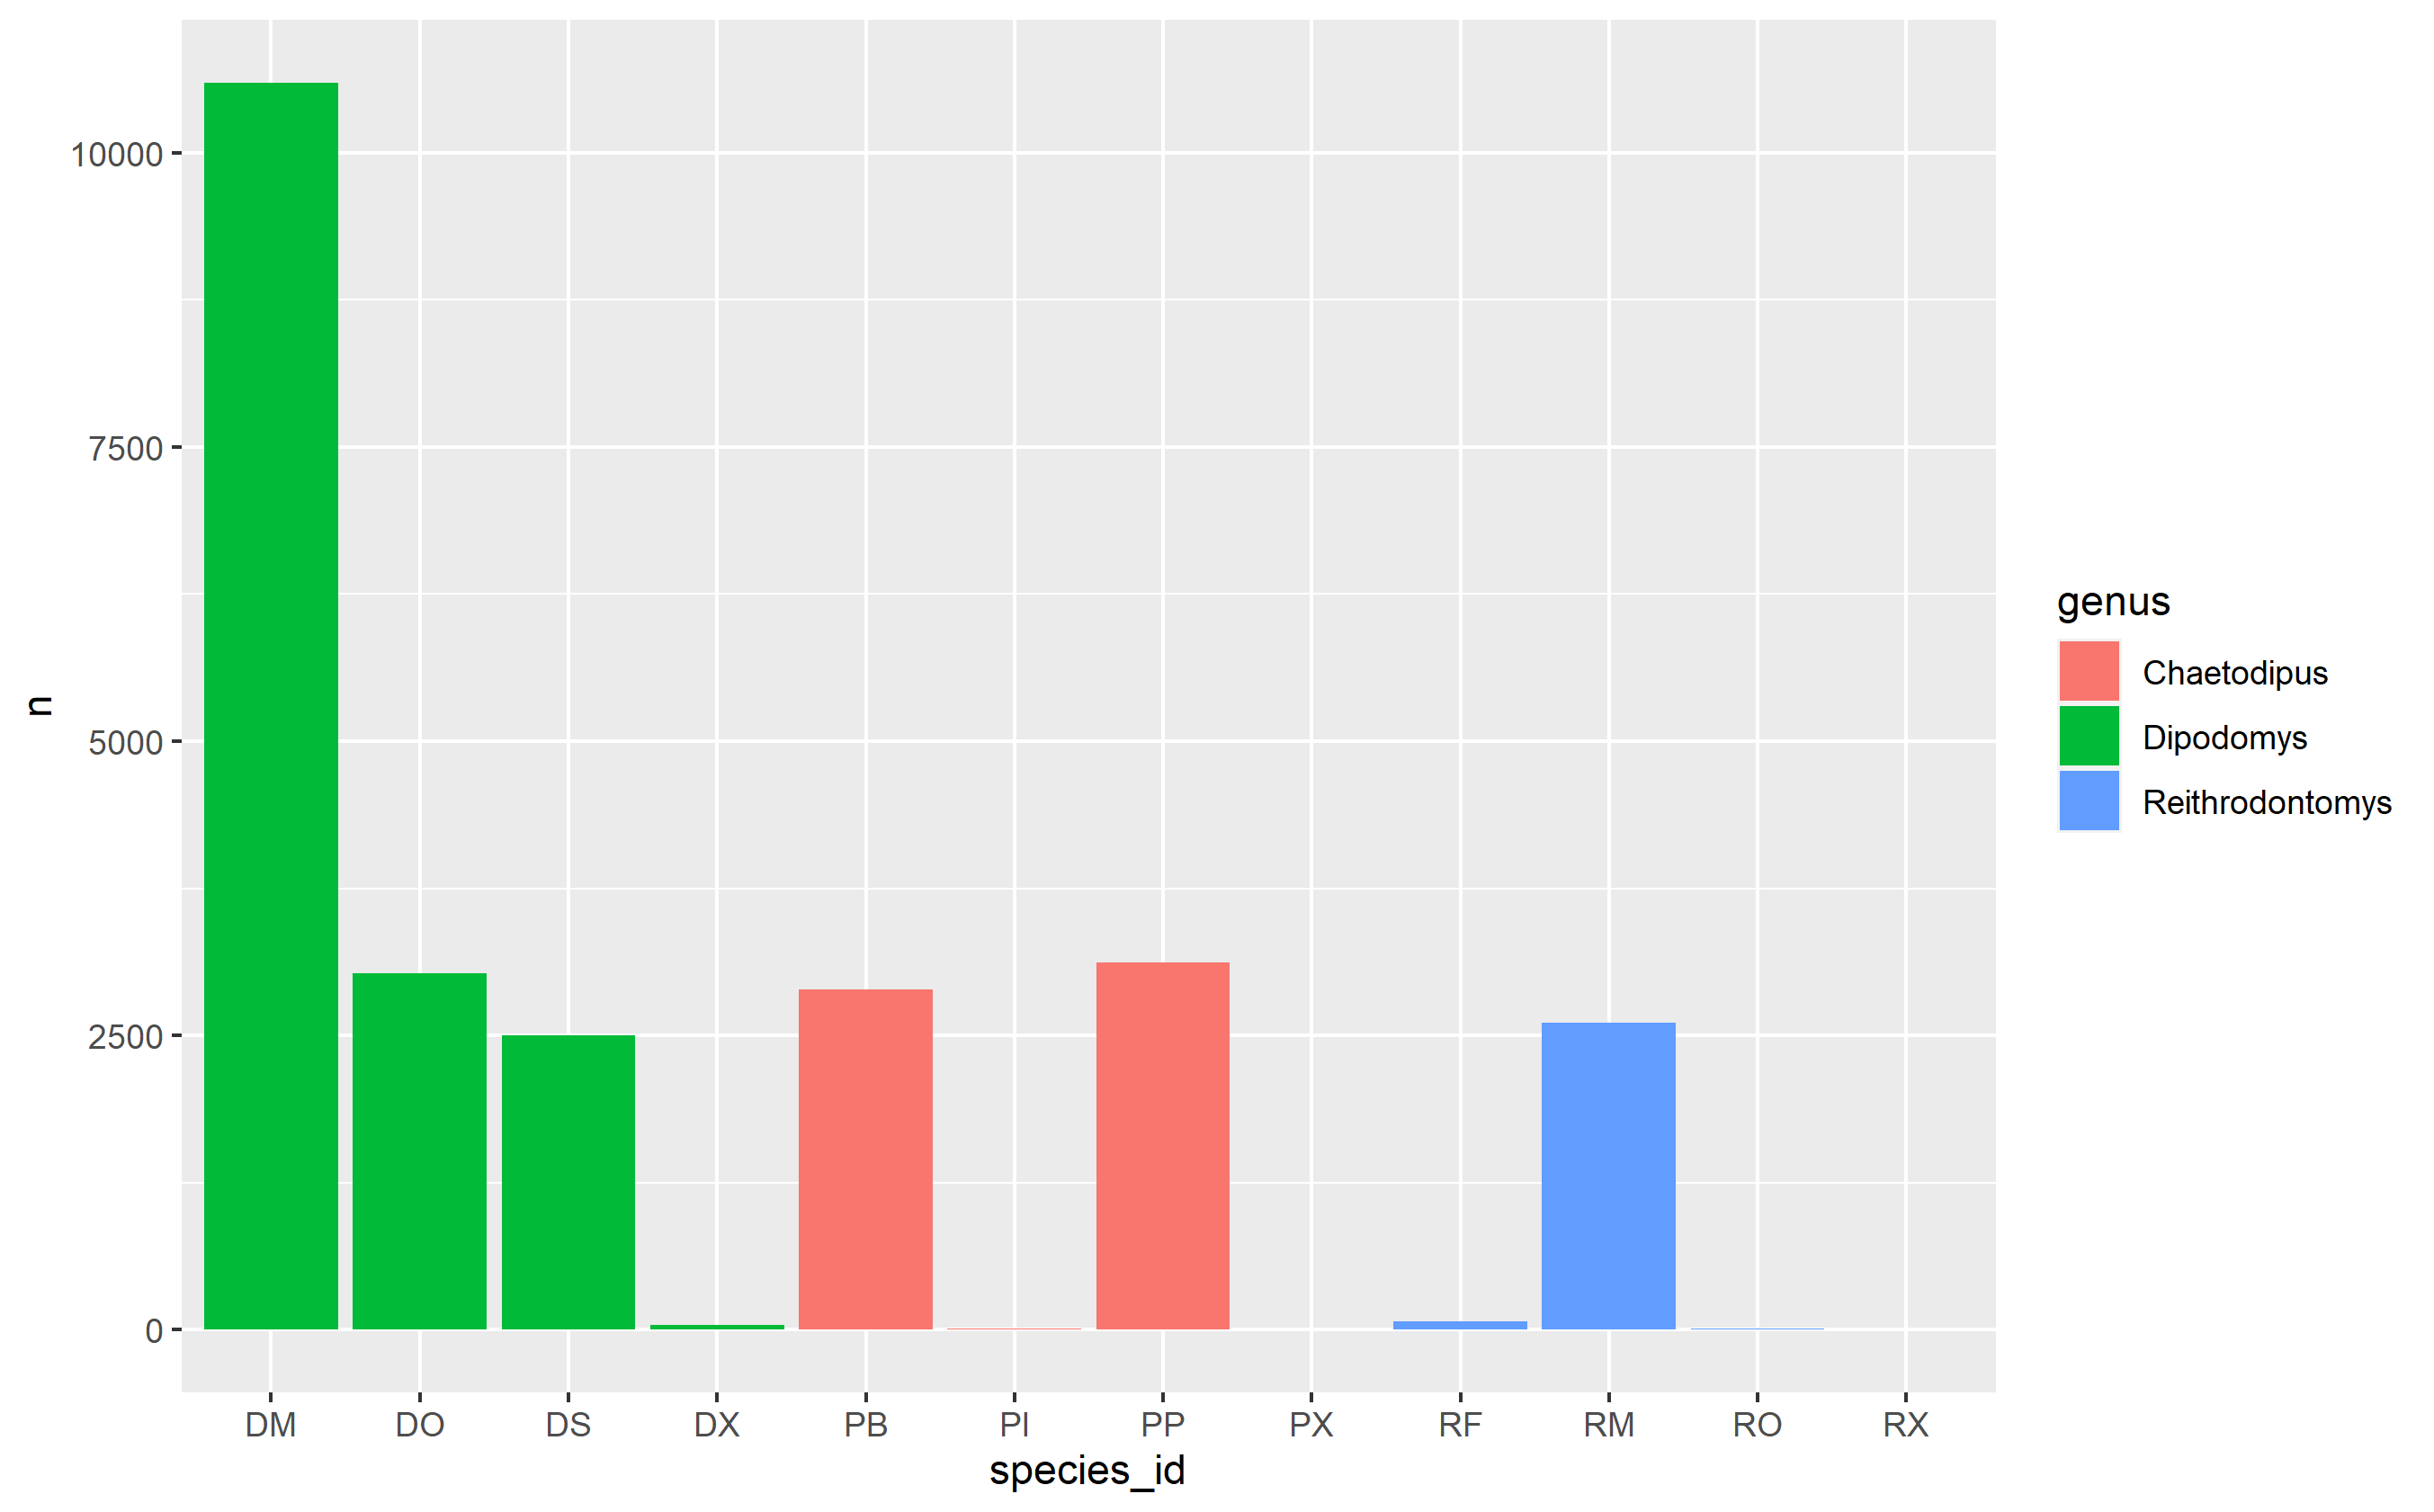 10000
7500
5000
2500
0
n
DM DO DS DX PB PI PP PX RF RM RO RX
species_id
genus
Chaetodipus
Dipodomys
Reithrodontomys